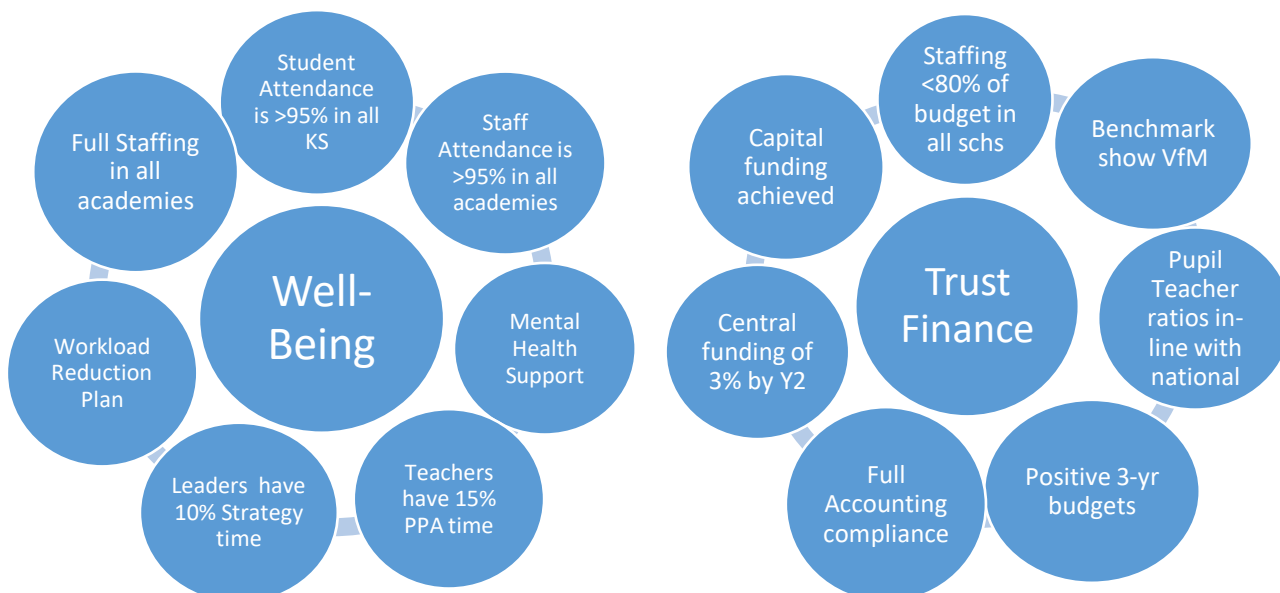 Well-
Being
Student
Attendance
is >95% in all
KS
Staff
Attendance is
>95% in all
academies
Mental
Health
Support
Teachers
have 15%
PPA time
Leaders have
10% Strategy
time
Workload
Reduction
Plan
Full Staffing
in all
academies
Trust
Finance
Staffing
<80% of
budget in
all schs
Benchmark
show VfM
Pupil
Teacher
ratios in-
line with
national
Positive 3-yr
budgets
Full
Accounting
compliance
Central
funding of
3% by Y2
Capital
funding
achieved